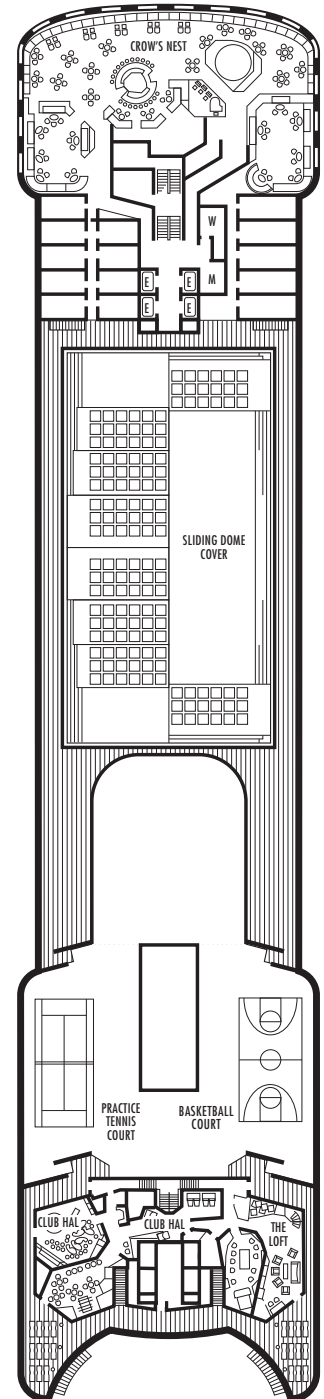 CROW'S NEST
W
M
E
E
E
E
SLIDING DOME
COVER
PRACTICE
TENNIS
COURT
BASKETBALL
COURT
CLUB HAL
CLUB HAL
THE
LOFT